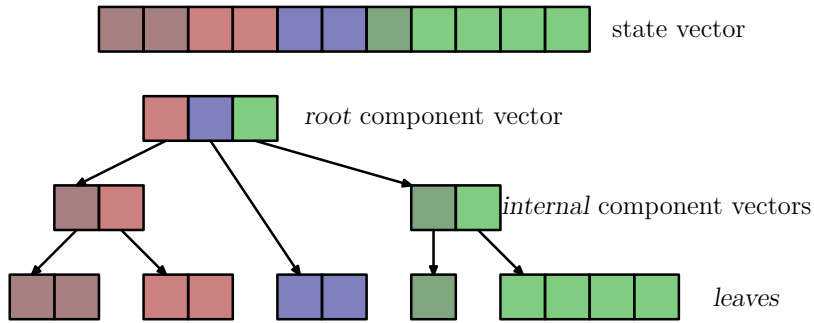 state vector
root component vector
internal component vectors
leaves